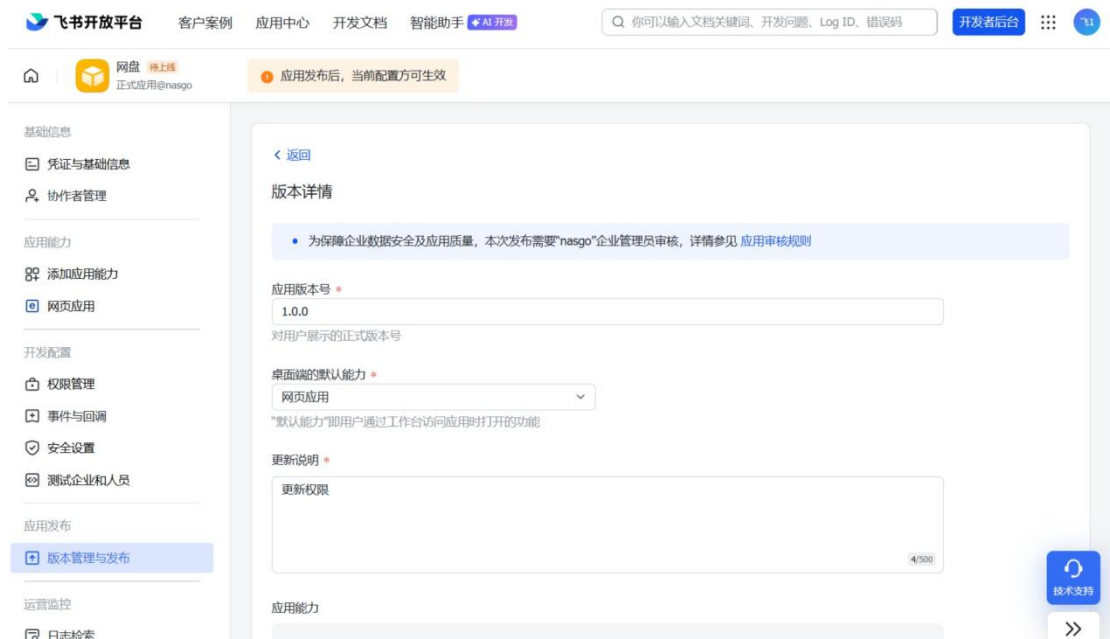 飞书开放平台 客户案例 应用中心 开发文档 智能助手 AI 开发 你可以输入文档关键词、开发问题、Log ID、错误码 开发者后台 飞1
网盘 待上线
正式应用@nasgo
应用发布后，当前配置方可生效
基础信息
凭证与基础信息
协作者管理
应用能力
添加应用能力
网页应用
开发配置
权限管理
事件与回调
安全设置
测试企业和人员
应用发布
版本管理与发布
运营监控
日志检索
返回
版本详情
为保障企业数据安全及应用质量，本次发布需要"nasgo"企业管理员审核，详情参见 应用审核规则
应用版本号 *
1.0.0
对用户展示的正式版本号
桌面端的默认能力 *
网页应用
"默认能力"即用户通过工作台访问应用时打开的功能
更新说明 *
更新权限
4/500
应用能力
技术支持